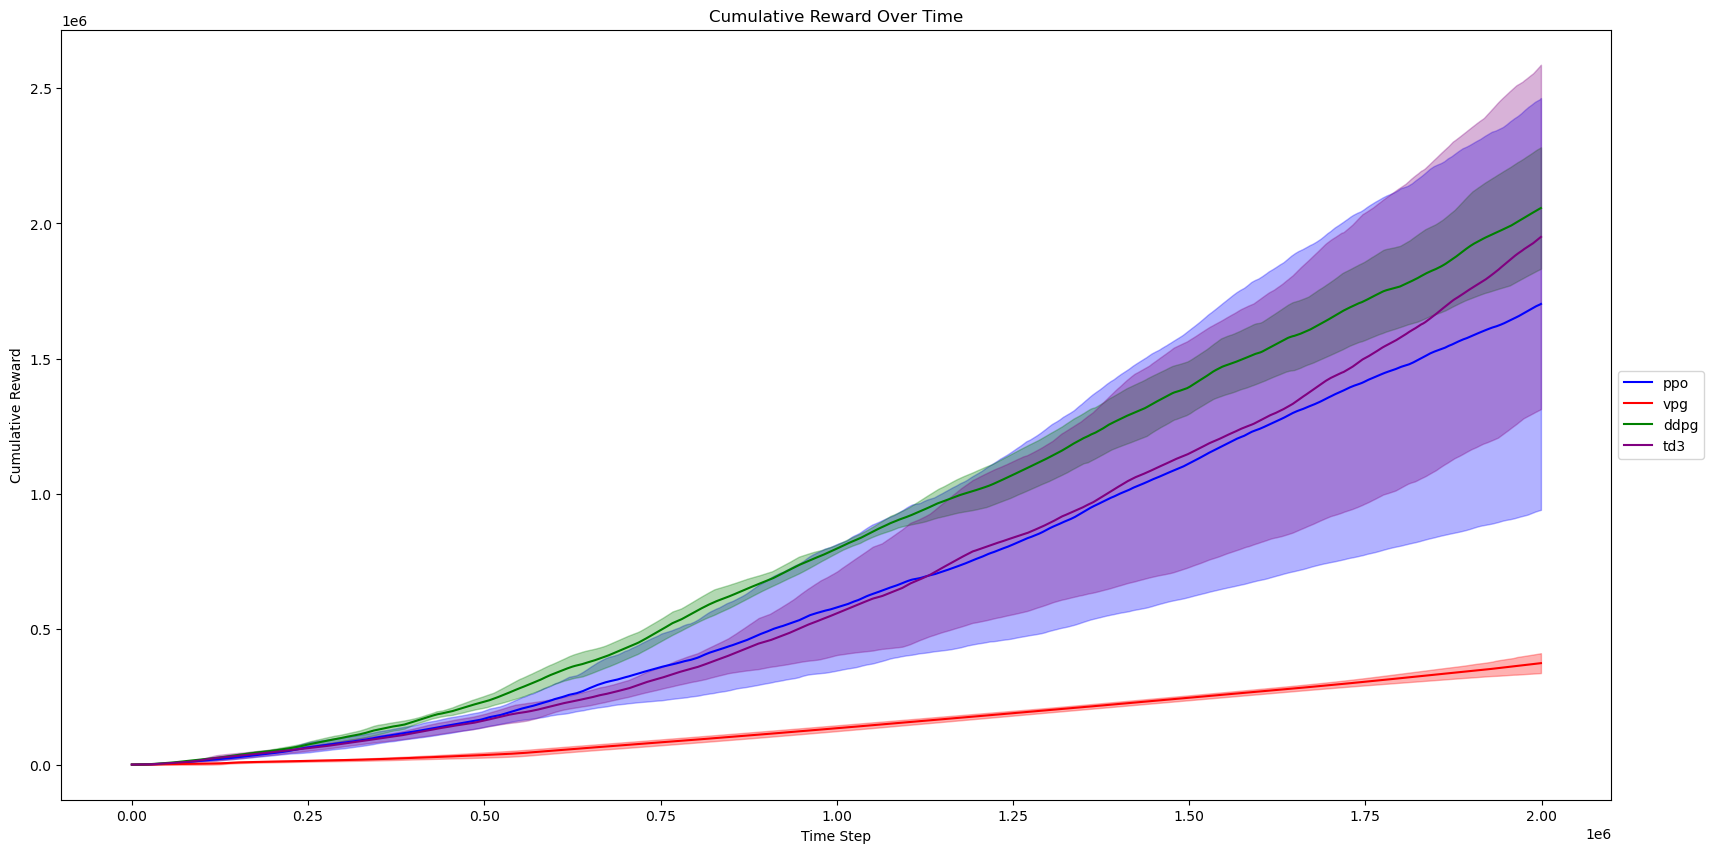 Cumulative Reward Over Time
1e6
2.5
2.0
1.5
1.0
0.5
0.0
Cumulative Reward
0.00 0.25 0.50 0.75 1.00 1.25 1.50 1.75 2.00
Time Step
1e6
ppo
vpg
ddpg
td3